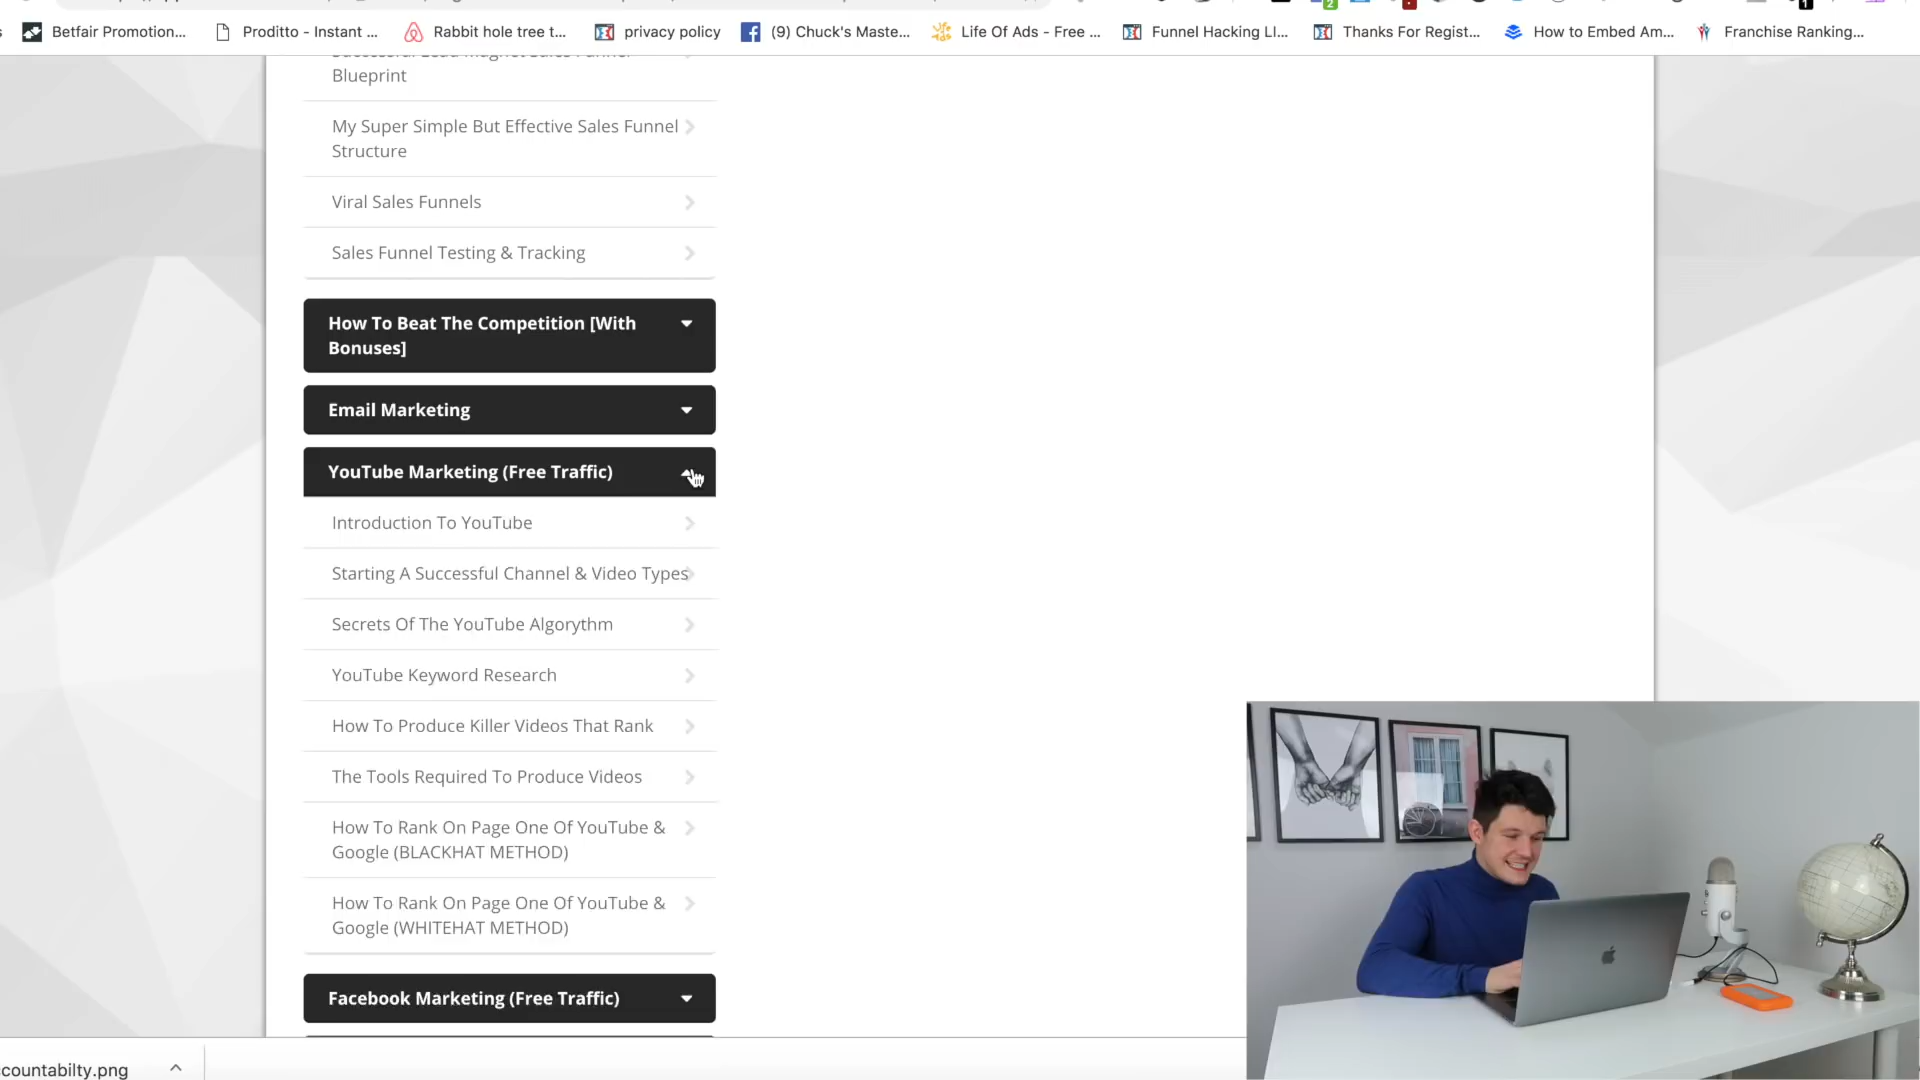 Betfair Promotion...
Proditto - Instant ...
Rabbit hole tree t...
privacy policy
(9) Chuck's Maste...
Life Of Ads - Free ...
Funnel Hacking LI...
Thanks For Regist...
How to Embed Am...
Franchise Ranking...
Blueprint
My Super Simple But Effective Sales Funnel
Structure
Viral Sales Funnels
Sales Funnel Testing & Tracking
How To Beat The Competition [With
Bonuses]
Email Marketing
YouTube Marketing (Free Traffic)
Introduction To YouTube
Starting A Successful Channel & Video Types
Secrets Of The YouTube Algorythm
YouTube Keyword Research
How To Produce Killer Videos That Rank
The Tools Required To Produce Videos
How To Rank On Page One Of YouTube &
Google (BLACKHAT METHOD)
How To Rank On Page One Of YouTube &
Google (WHITEHAT METHOD)
Facebook Marketing (Free Traffic)
countabilty.png